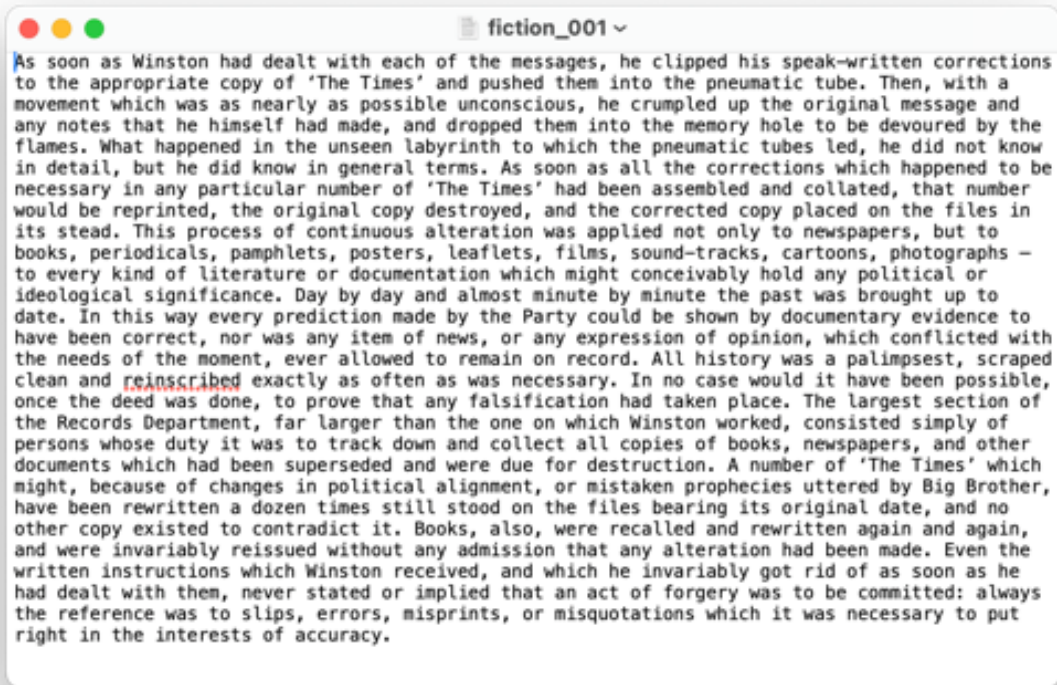 fiction_001
As soon as Winston had dealt with each of the messages, he clipped his speak—written corrections
to the appropriate copy of ‘The Times’ and pushed them into the pneumatic tube. Then, with a
movement which was as nearly as possible unconscious, he crumpled up the original message and
any notes that he himself had made, and dropped them into the memory hole to be devoured by the
flames. What happened in the unseen labyrinth to which the pneumatic tubes led, he did not know
in detail, but he did know in general terms. As soon as all the corrections which happened to be
necessary in any particular number of ‘The Times’ had been assembled and collated, that number
would be reprinted, the original copy destroyed, and the corrected copy placed on the files in
its stead. This process of continuous alteration was applied not only to newspapers, but to
books, periodicals, pamphlets, posters, leaflets, films, sound—tracks, cartoons, photographs —
to every kind of literature or documentation which might conceivably hold any political or
ideological significance. Day by day and almost minute by minute the past was brought up to
date. In this way every prediction made by the Party could be shown by documentary evidence to
have been correct, nor was any item of news, or any expression of opinion, which conflicted with
the needs of the moment, ever allowed to remain on record. All history was a palimpsest, scraped
clean and reinscribed exactly as often as was necessary. In no case would it have been possible,
once the deed was done, to prove that any falsification had taken place. The largest section of
the Records Department, far larger than the one on which Winston worked, consisted simply of
persons whose duty it was to track down and collect all copies of books, newspapers, and other
documents which had been superseded and were due for destruction. A number of ‘The Times’ which
might, because of changes in political alignment, or mistaken prophecies uttered by Big Brother,
have been rewritten a dozen times still stood on the files bearing its original date, and no
other copy existed to contradict it. Books, also, were recalled and rewritten again and again,
and were invariably reissued without any admission that any alteration had been made. Even the
written instructions which Winston received, and which he invariably got rid of as soon as he
had dealt with them, never stated or implied that an act of forgery was to be committed: always
the reference was to slips, errors, misprints, or misquotations which it was necessary to put
right in the interests of accuracy.